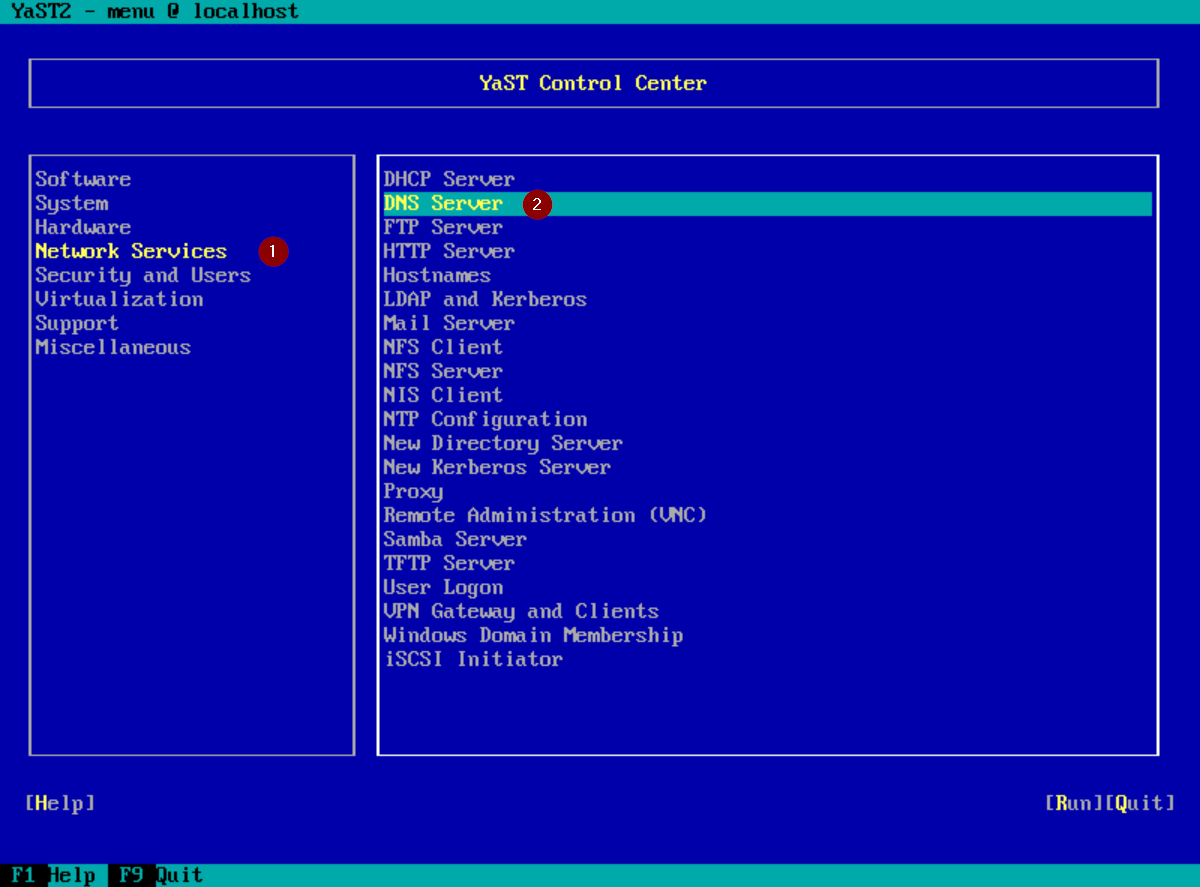 YaST2 - menu @ localhost
YaST Control Center
Software
System
Hardware
Network Services 1
Security and Users
Virtualization
Support
Miscellaneous
DHCP Server
DNS Server 2
FTP Server
HTTP Server
Hostnames
LDAP and Kerberos
Mail Server
NFS Client
NFS Server
NIS Client
NTP Configuration
New Directory Server
New Kerberos Server
Proxy
Remote Administration (VNC)
Samba Server
TFTP Server
User Logon
VPN Gateway and Clients
Windows Domain Membership
iSCSI Initiator
[Help] [Run][Quit]
F1 Help F9 Quit